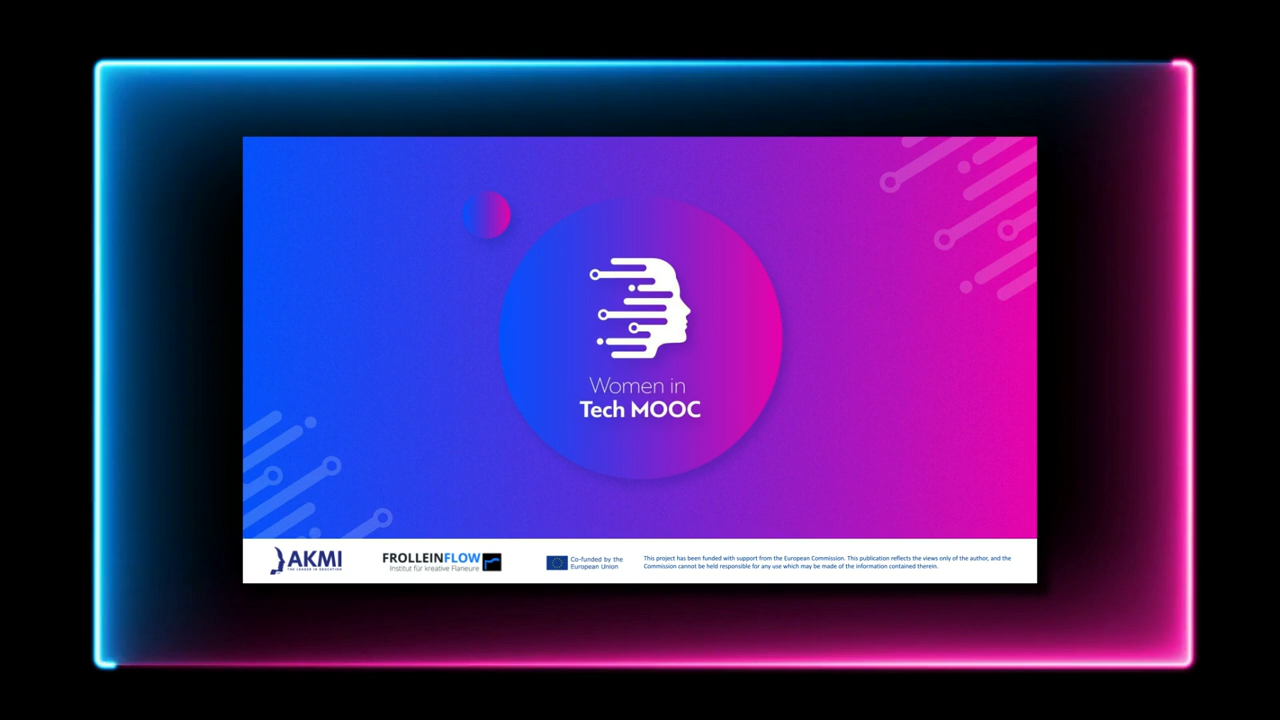 Women in
Tech MOOC
AKMI
THE LEADER IN EDUCATION
FROLLEINFLOW
Institut für kreative Flaneure
Co-funded by the
European Union
This project has been funded with support from the European Commission. This publication reflects the views only of the author, and the
Commission cannot be held responsible for any use which may be made of the information contained therein.